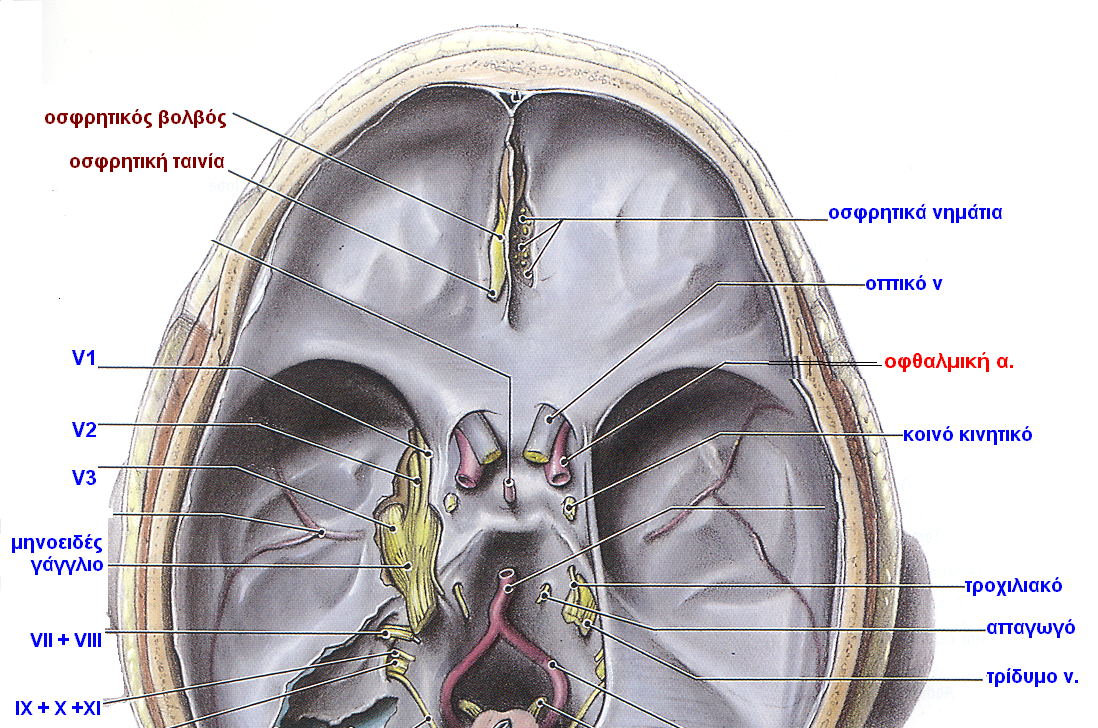 οσφρητικός βολβός
οσφρητική ταινία
οσφρητικά νημάτια
οπτικό ν
V1
οφθαλμική α.
V2
κοινό κινητικό
V3
μηνοειδές
γάγγλιο
τροχιλιακό
απαγωγό
VII + VIII
τρίδυμο ν.
IX + X +XI